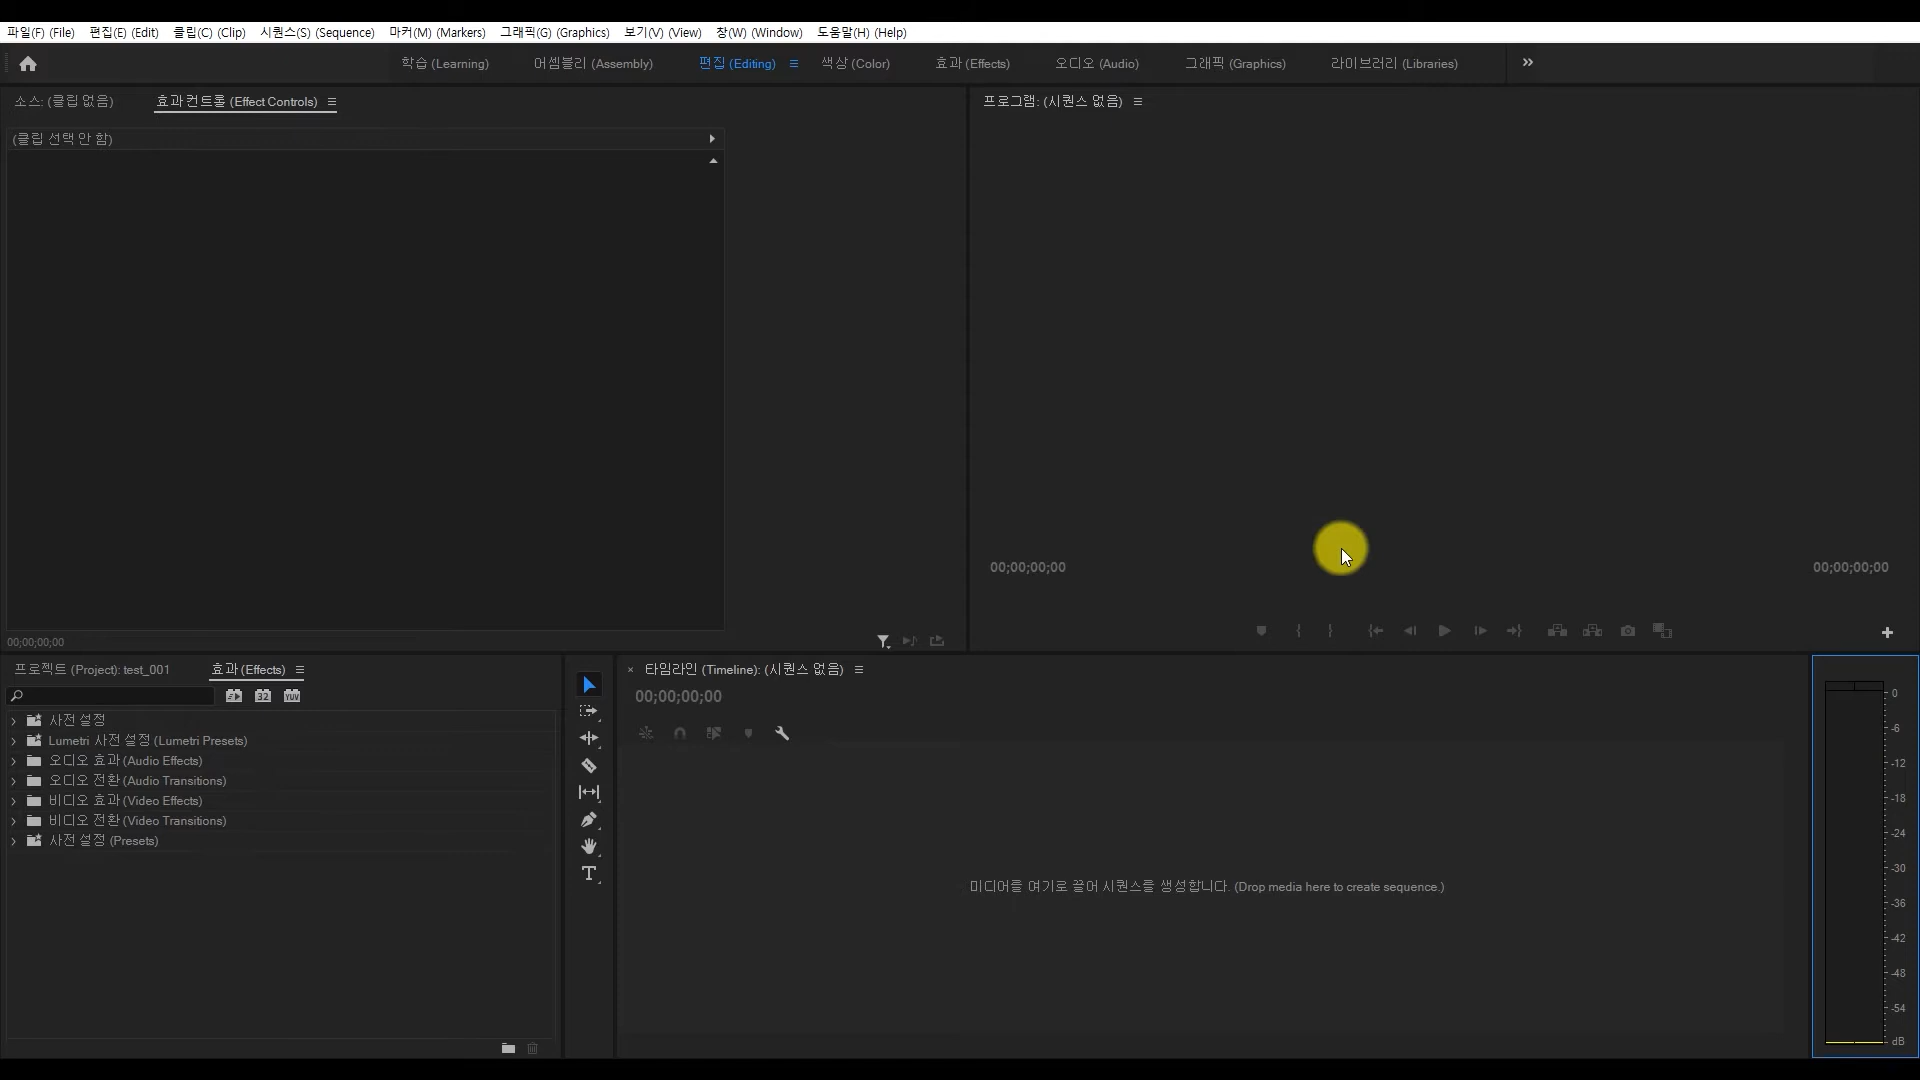 파일(F) (File) 편집(E) (Edit) 클립(C) (Clip) 시퀀스(S) (Sequence) 마커(M) (Markers) 그래픽(G) (Graphics) 보기(V) (View) 창(W) (Window) 도움말(H) (Help)
학습 (Learning) 어셈블리 (Assembly) 편집 (Editing) 색상 (Color) 효과 (Effects) 오디오 (Audio) 그래픽 (Graphics) 라이브러리 (Libraries)
소스: (클립 없음) 효과 컨트롤 (Effect Controls) 프로그램: (시퀀스 없음)
(클립 선택 안 함)
00;00;00;00 00;00;00;00
00;00;00;00
프로젝트 (Project): test_001 효과 (Effects) 타임라인 (Timeline): (시퀀스 없음)
32 YUV 00;00;00;00
사전 설정
Lumetri 사전 설정 (Lumetri Presets)
오디오 효과 (Audio Effects)
오디오 전환 (Audio Transitions)
비디오 효과 (Video Effects)
비디오 전환 (Video Transitions)
사전 설정 (Presets)
미디어를 여기로 끌어 시퀀스를 생성합니다. (Drop media here to create sequence.)
0
-6
-12
-18
-24
-30
-36
-42
-48
-54
dB